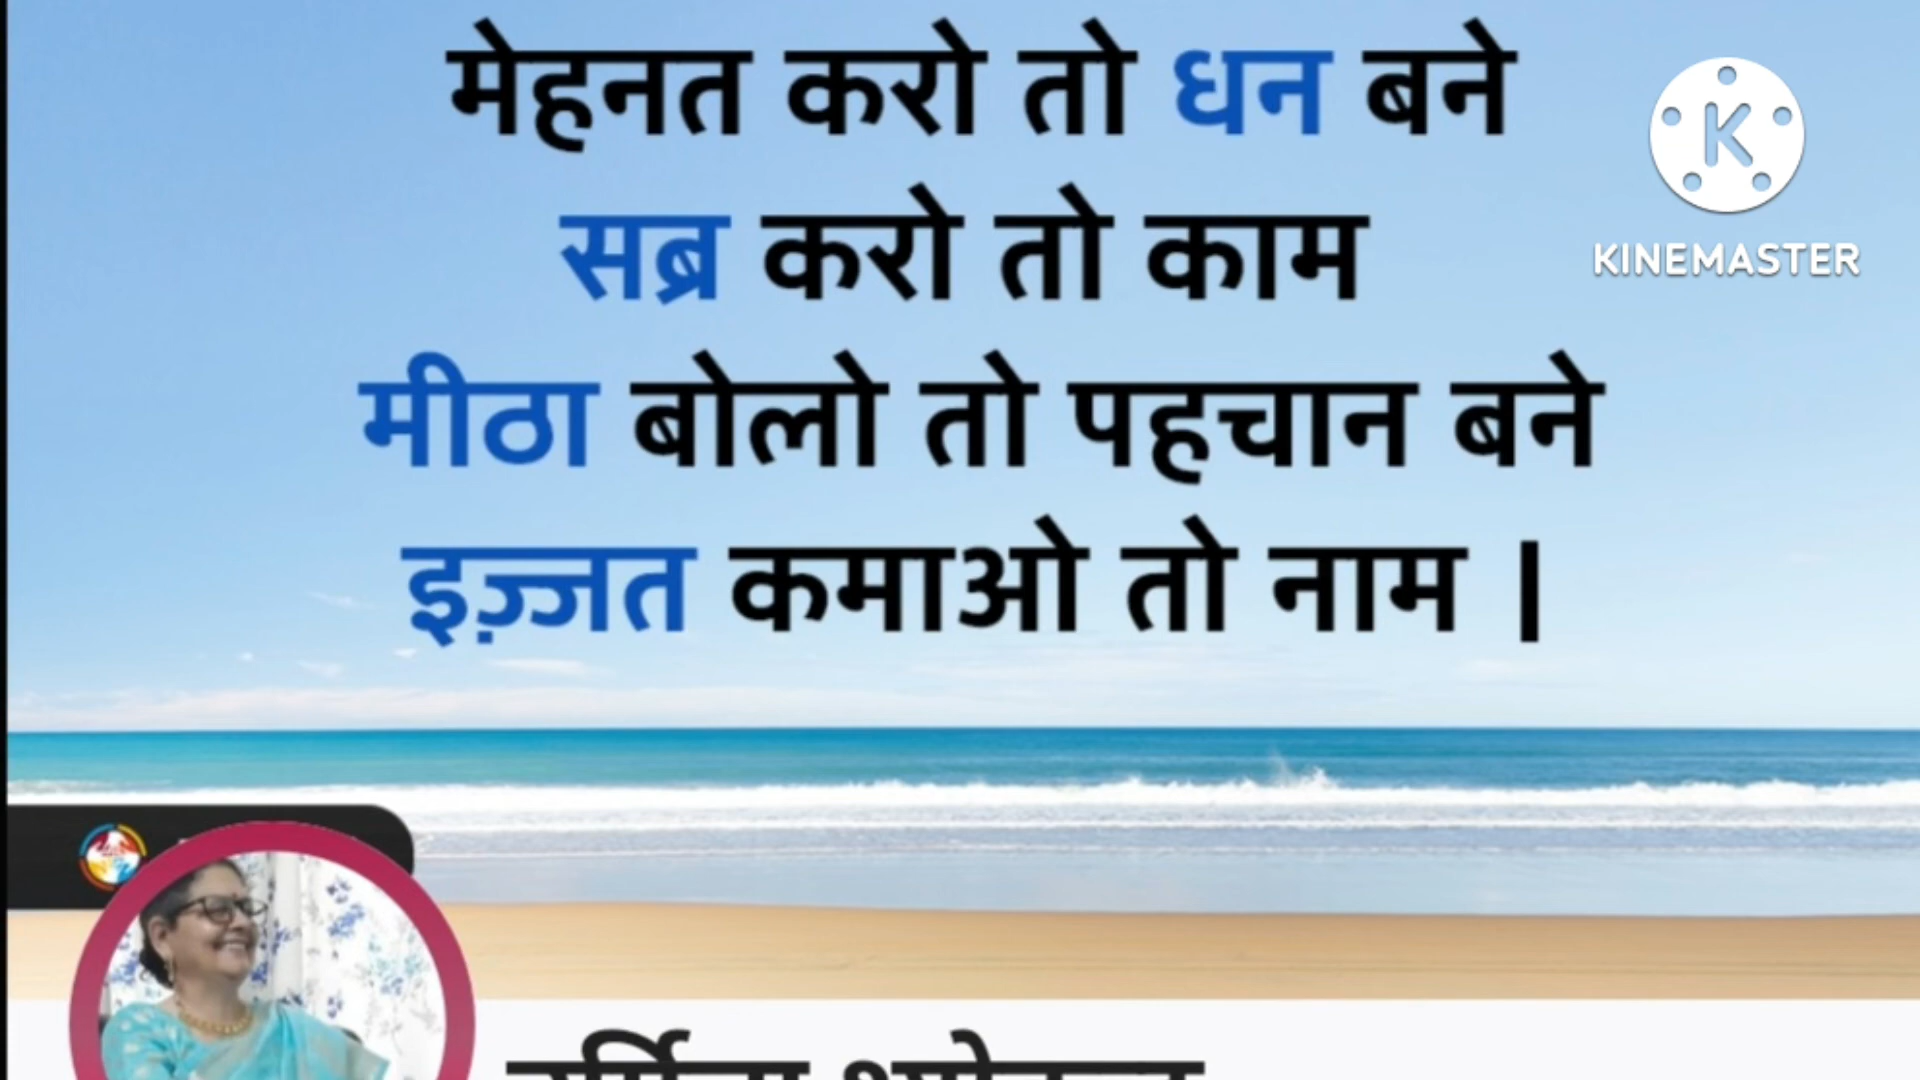 मेहनत करो तो धन बने
सब्र करो तो काम
मीठा बोलो तो पहचान बने
इज़्ज़त कमाओ तो नाम |
K
KINEMASTER